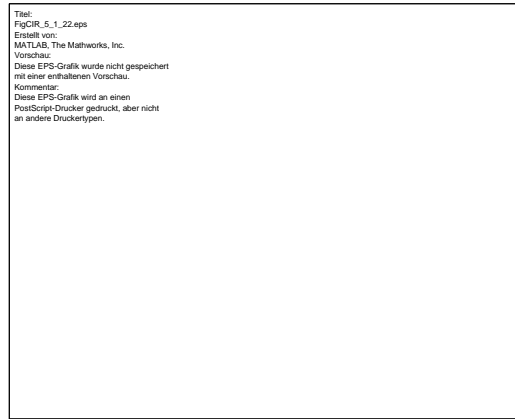 Titel:
FigCIR_5_1_22.eps
Erstellt von:
MATLAB, The Mathworks, Inc.
Vorschau:
Diese EPS-Grafik wurde nicht gespeichert
mit einer enthaltenen Vorschau.
Kommentar:
Diese EPS-Grafik wird an einen
PostScript-Drucker gedruckt, aber nicht
an andere Druckertypen.